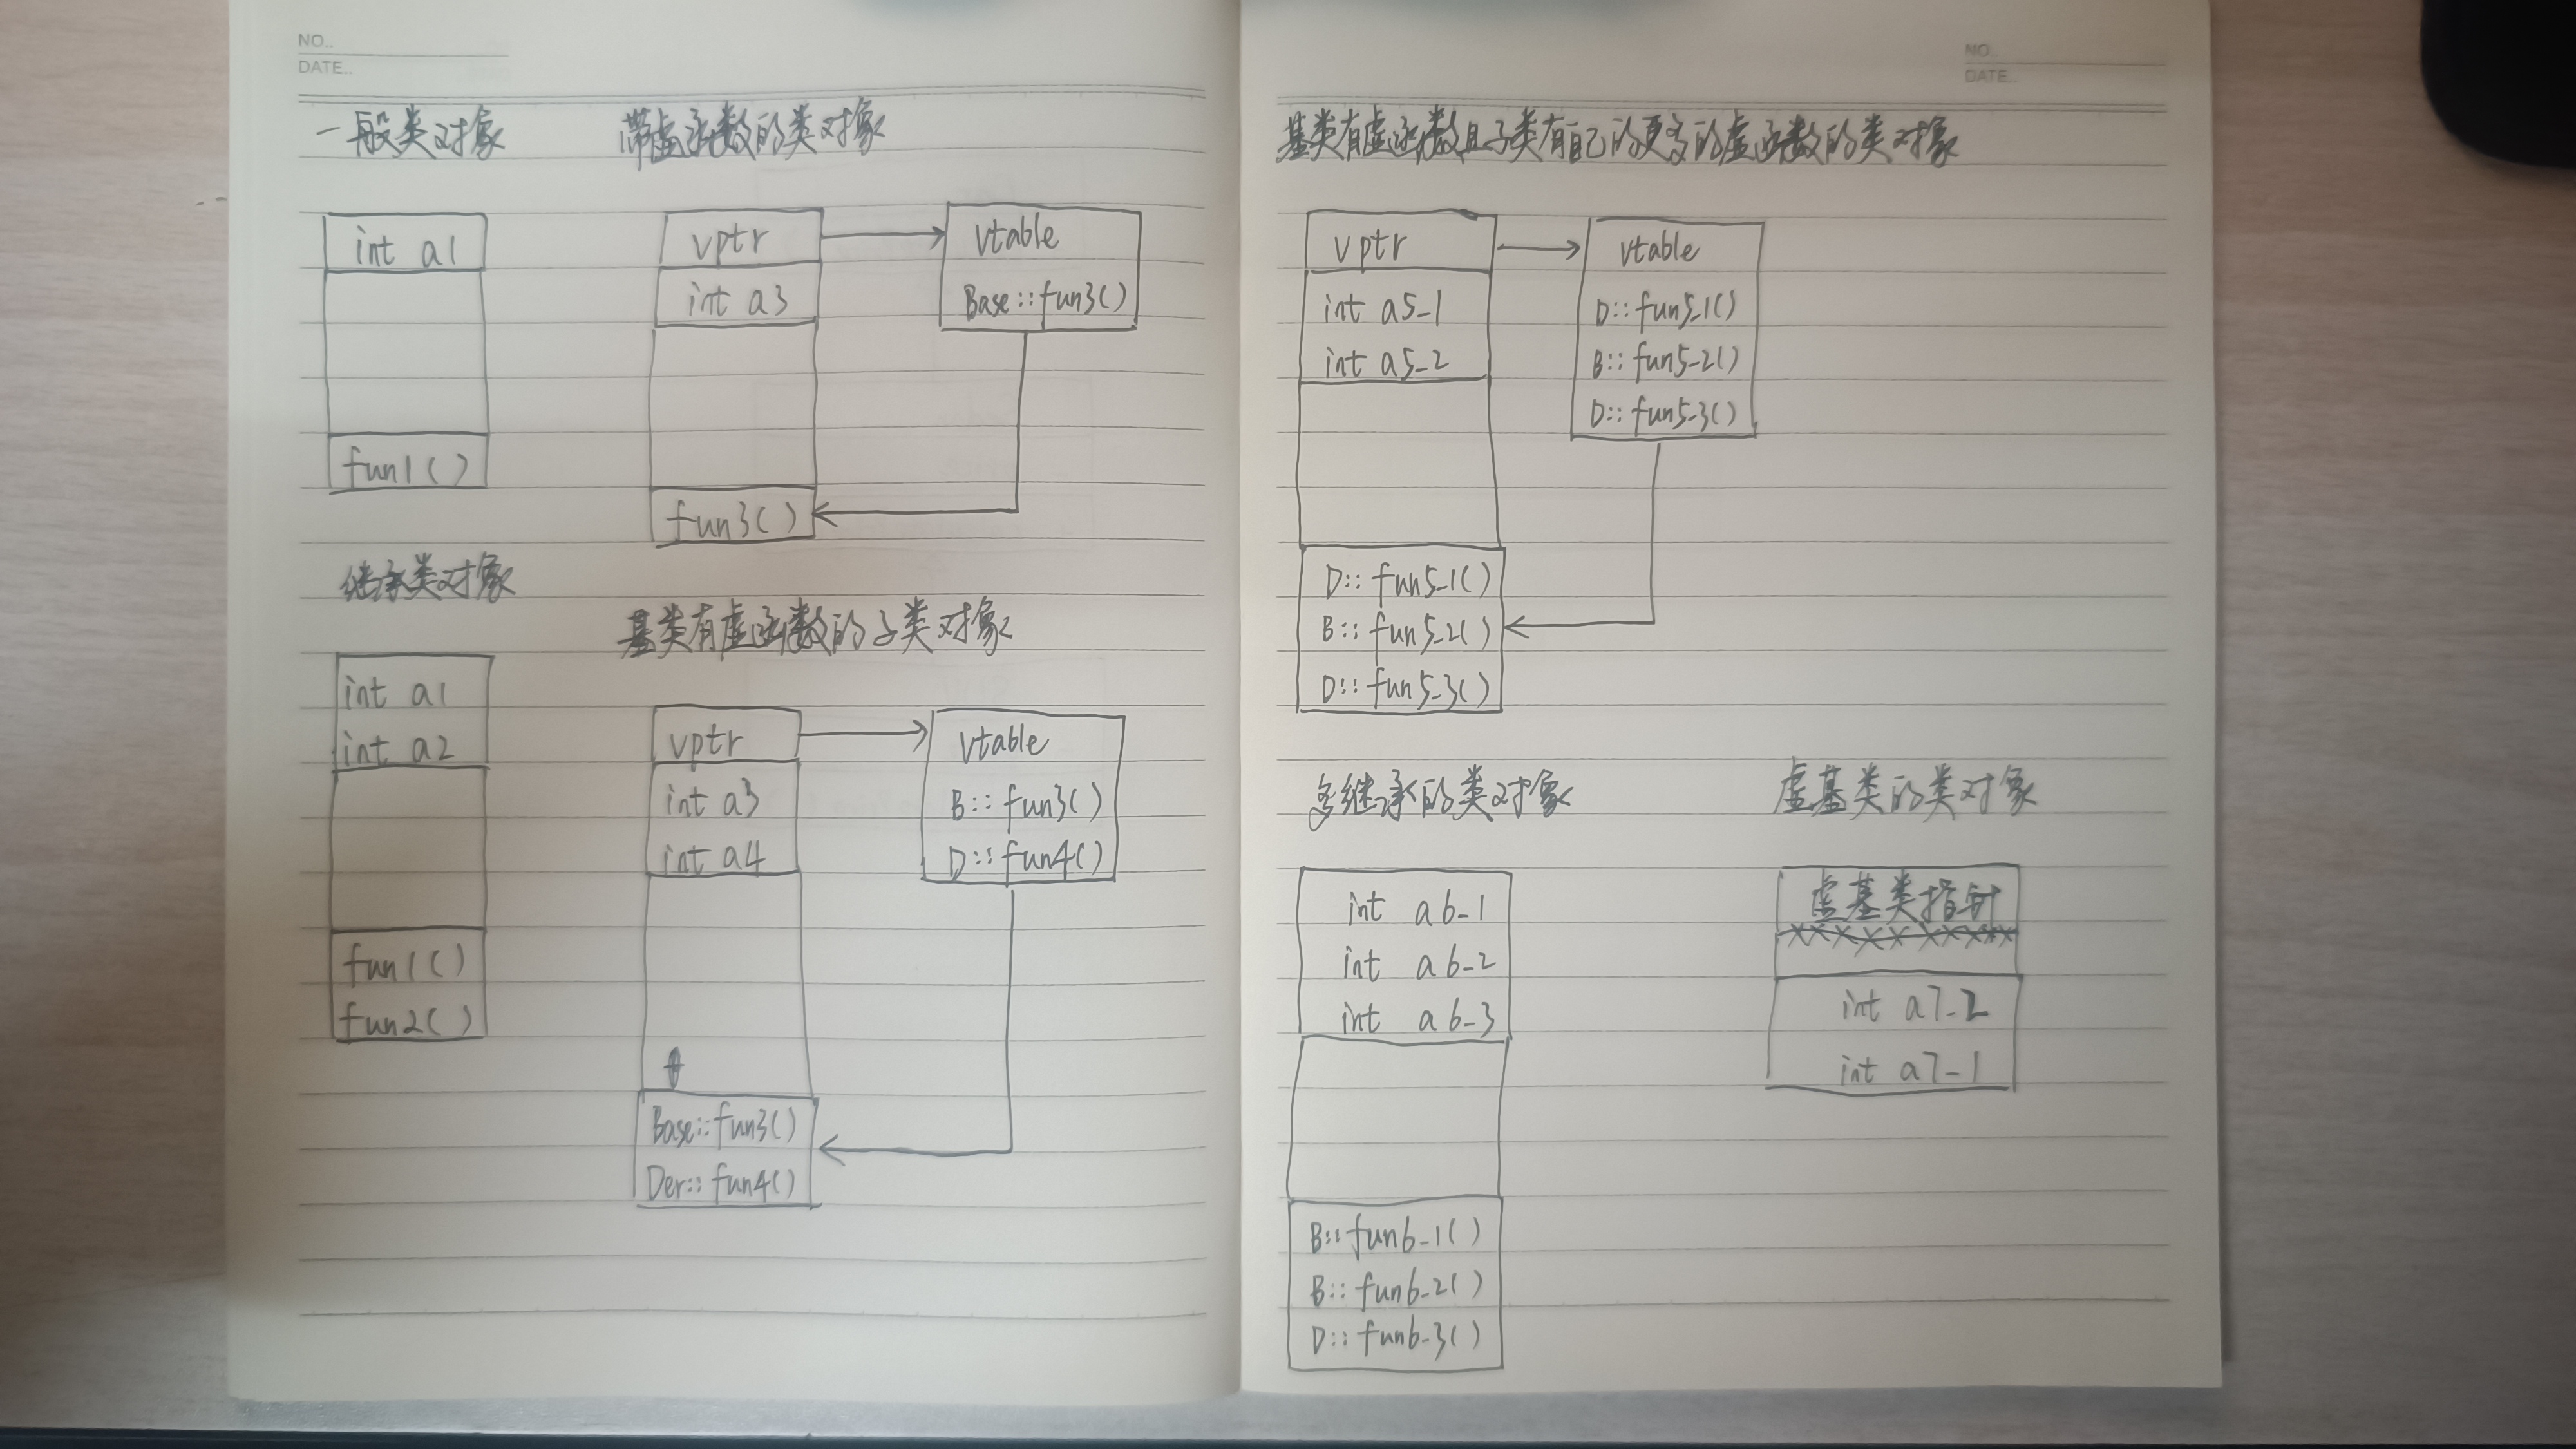 NO..
DATE..
一般类对象
int a1
fun1()
带虚函数的类对象
vptr
int a3
vtable
Base::fun3()
fun3()
继承类对象
int a1
int a2
fun1()
fun2()
基类有虚函数的子类对象
vptr
int a3
int a4
vtable
B::fun3()
D::fun4()
Base::fun3()
Der::fun4()
NO..
DATE..
基类有虚函数且子类有自己的更多的虚函数的类对象
vptr
int a5_1
int a5_2
vtable
D::fun5_1()
B::fun5_2()
D::fun5_3()
D::fun5_1()
B::fun5_2()
D::fun5_3()
多继承的类对象
int a6_1
int a6_2
int a6_3
B::fun6_1()
B::fun6_2()
D::fun6_3()
虚基类的类对象
虚基类指针
int a7_2
int a7_1